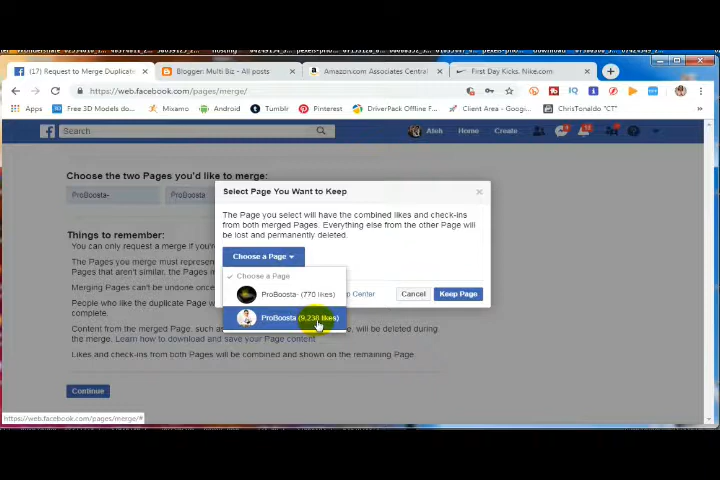 (17) Request to Merge Duplicate
Blogger: Multi Biz - All posts
Amazon.com Associates Central
First Day Kicks. Nike.com
https://web.facebook.com/pages/merge/
Apps
Free 3D Models do...
Mixamo
Android
Tumblr
Pinterest
DriverPack Offline F...
Client Area - Googl...
ChrisTonaldo "CT"
Search
Home
Create
Choose the two Pages you'd like to merge:
ProBoosta-
ProBoosta
Things to remember:
You can only request a merge if you'r
The Pages you merge must represen
Pages that aren't similar, the Pages n
Merging Pages can't be undone once
People who like the duplicate Page w
Content from the merged Page, such as
, will be deleted during
the merge. Learn how to download and save your Page content
Likes and check-ins from both Pages will be combined and shown on the remaining Page.
Continue
Select Page You Want to Keep
The Page you select will have the combined likes and check-ins
from both merged Pages. Everything else from the other Page will
be lost and permanently deleted.
Choose a Page
Choose a Page
ProBoosta- (770 likes)
ProBoosta (9,230 likes)
p Center
Cancel
Keep Page
https://web.facebook.com/pages/merge/#